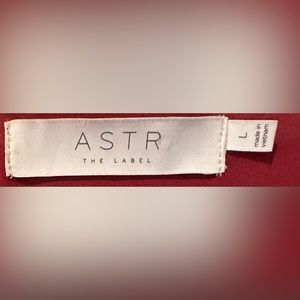 ASTR
THE LABEL
L
made in
vietnam